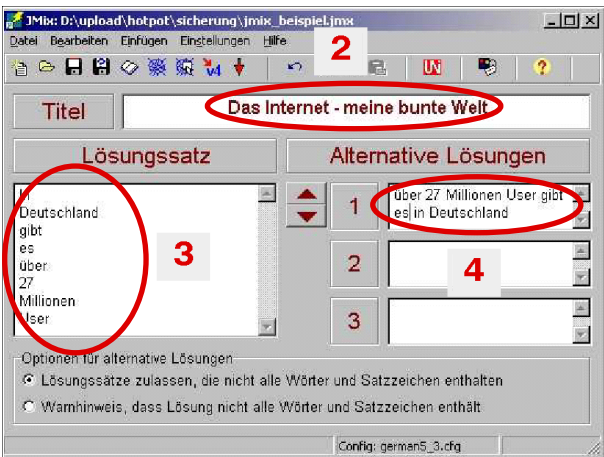 JMix: D:\upload\hotpot\sicherung\jmix_beispiel.jmx
Datei Bearbeiten Einfügen Einstellungen Hilfe
2
V4
?
Titel
Das Internet - meine bunte Welt
Lösungssatz
Alternative Lösungen
Deutschland
gibt
es
über
27
Millionen
User
3
1
über 27 Millionen User gibt
es in Deutschland
2
4
3
Optionen für alternative Lösungen
Lösungssätze zulassen, die nicht alle Wörter und Satzzeichen enthalten
Warnhinweis, dass Lösung nicht alle Wörter und Satzzeichen enthält
Config: german5_3.cfg